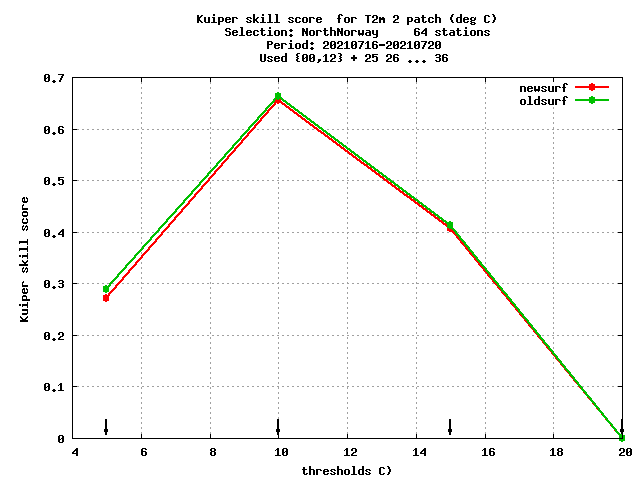 Kuiper skill score  for T2m 2 patch (deg C)
Selection: NorthNorway     64 stations
Period: 20210716-20210720
Used {00,12} + 25 26 ... 36
newsurf
oldsurf
Kuiper skill score
0.7
0.6
0.5
0.4
0.3
0.2
0.1
0
4 6 8 10 12 14 16 18 20
thresholds C)